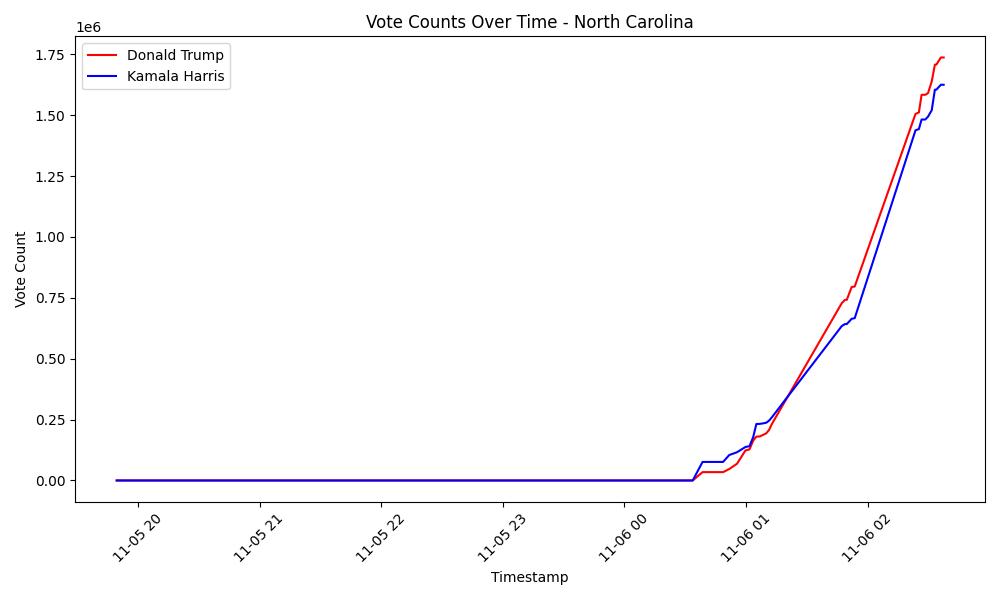 Vote Counts Over Time - North Carolina
1e6
Donald Trump
Kamala Harris
1.75
1.50
1.25
1.00
0.75
0.50
0.25
0.00
Vote Count
11-05 20
11-05 21
11-05 22
11-05 23
11-06 00
11-06 01
11-06 02
Timestamp